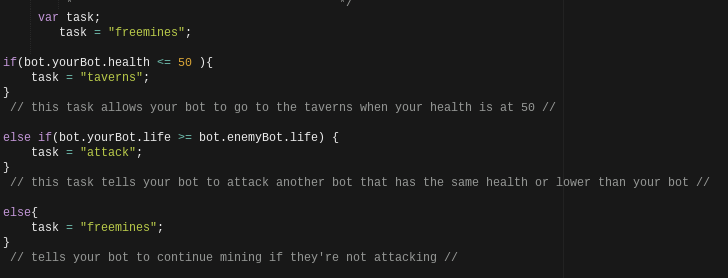 */
var task;
task = "freemines";
if(bot.yourBot.health <= 50 ){
task = "taverns";
}
// this task allows your bot to go to the taverns when your health is at 50 //
else if(bot.yourBot.life >= bot.enemyBot.life) {
task = "attack";
}
// this task tells your bot to attack another bot that has the same health or lower than your bot //
else{
task = "freemines";
}
// tells your bot to continue mining if they're not attacking //